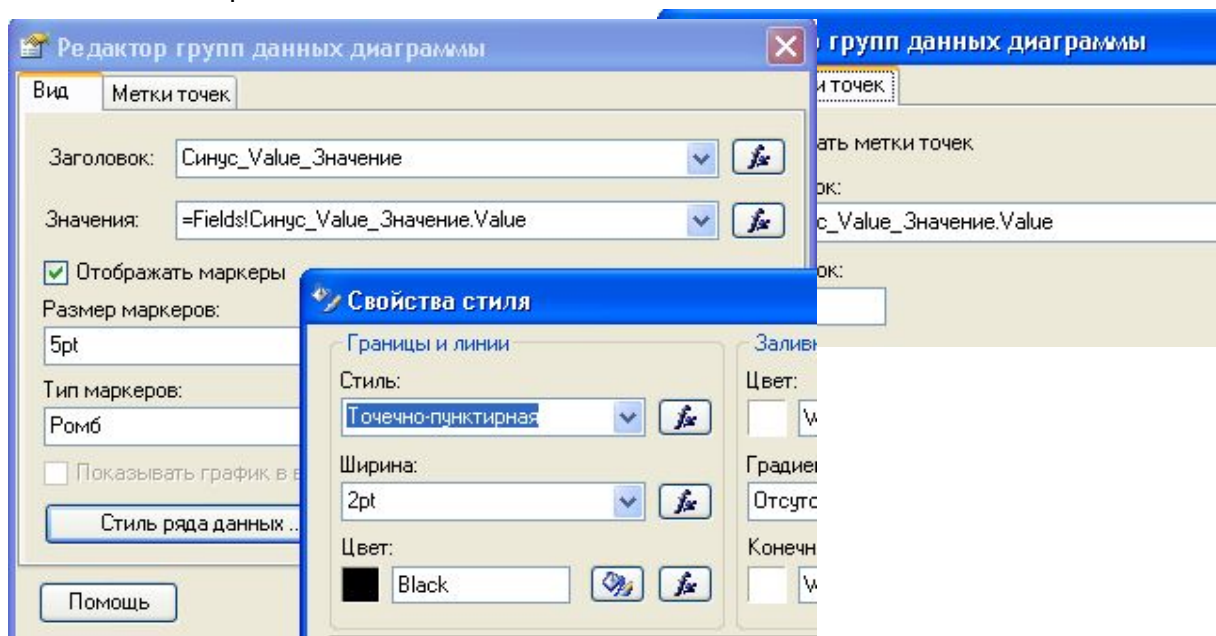 Редактор групп данных диаграммы
Вид Метки точек
Заголовок: Синус_Value_Значение
Значения: =Fields!Синус_Value_Значение.Value
Отображать маркеры
Размер маркеров:
5pt
Тип маркеров:
Ромб
Показывать график в
Стиль ряда данных ..
Помощь
Свойства стиля
Границы и линии
Стиль:
Точечно-пунктирная
Ширина:
2pt
Цвет:
Black
Залив
Цвет:
Градие
Отсутс
Конечн
групп данных диаграммы
и точек
ать метки точек
ок:
с_Value_Значение.Value
ок: